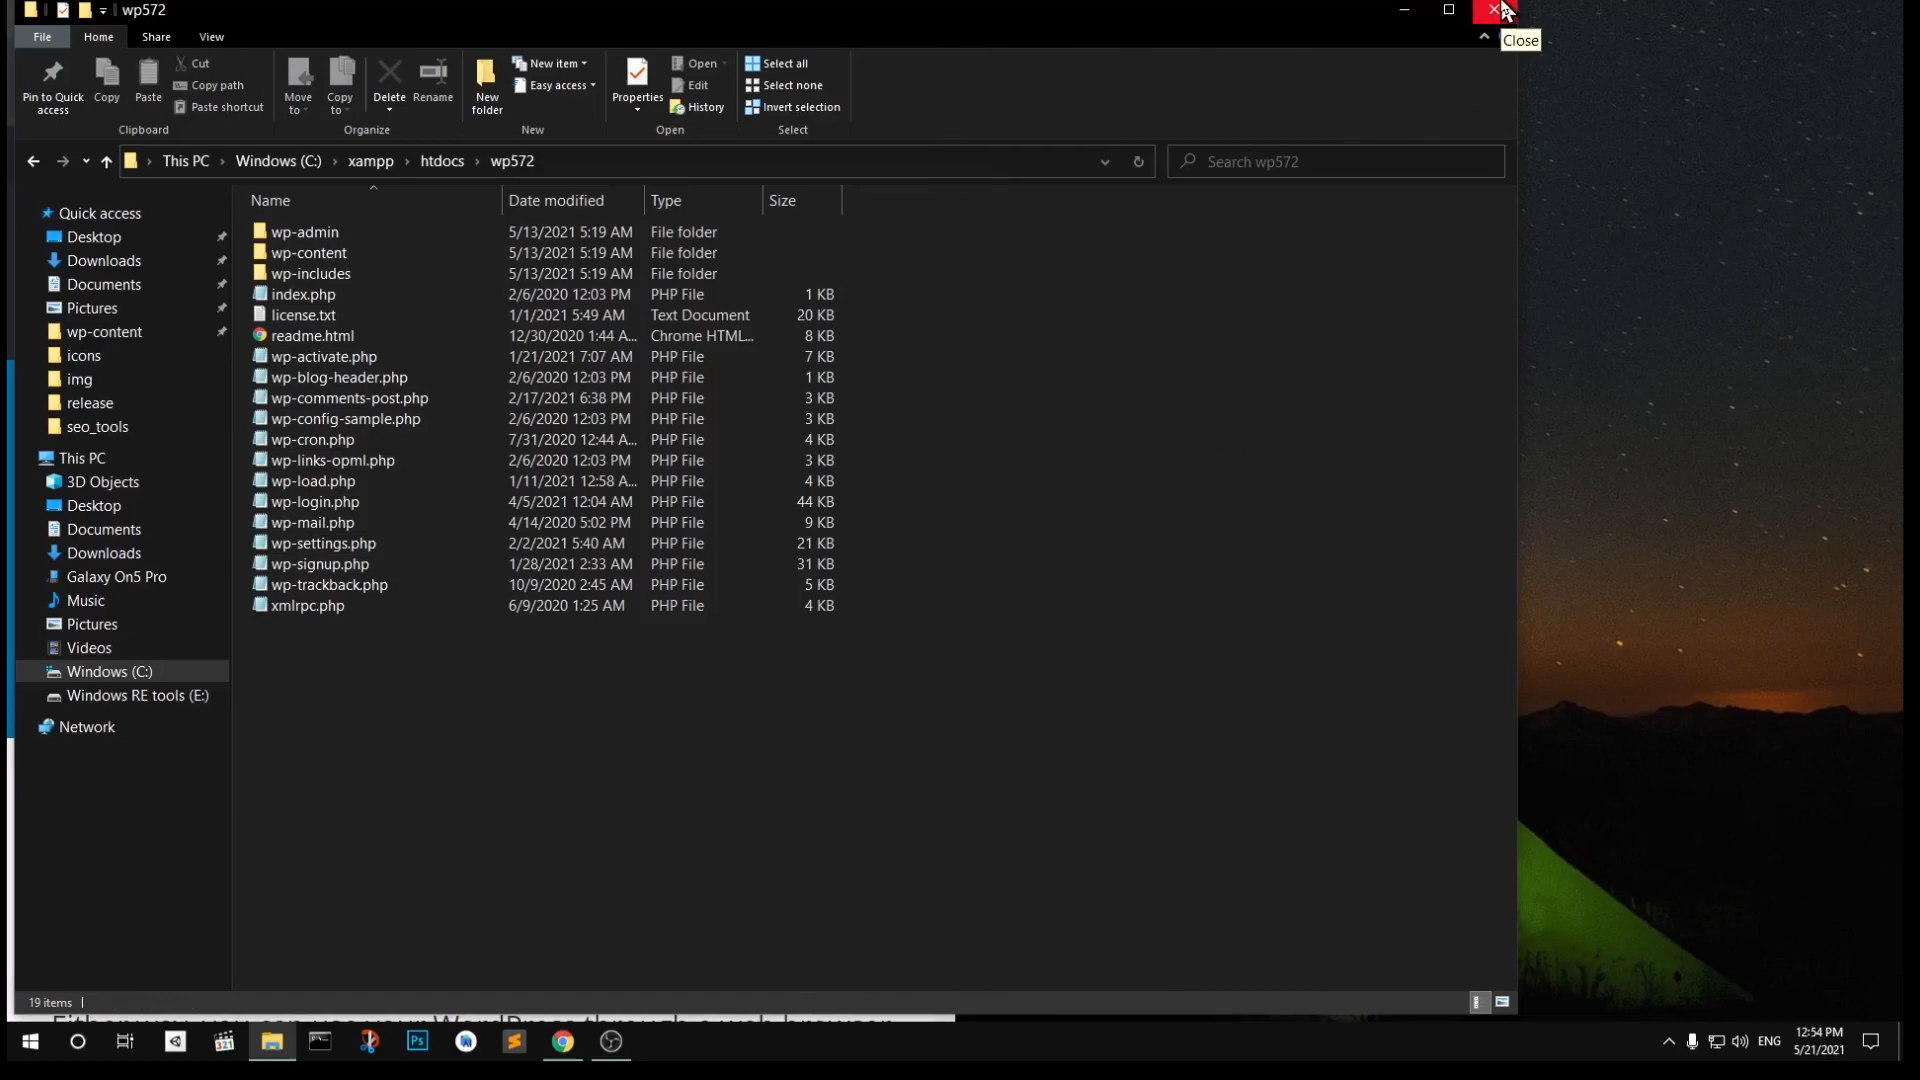 wp572
Close
File Home Share View
Pin to Quick access
Copy
Paste
Cut
Copy path
Paste shortcut
Clipboard
Move to
Copy to
Delete
Rename
Organize
New folder
New item
Easy access
New
Properties
Open
Edit
History
Open
Select all
Select none
Invert selection
Select
This PC Windows (C:) xampp htdocs wp572
Search wp572
Quick access
Desktop
Downloads
Documents
Pictures
wp-content
icons
img
release
seo_tools
This PC
3D Objects
Desktop
Documents
Downloads
Galaxy On5 Pro
Music
Pictures
Videos
Windows (C:)
Windows RE tools (E:)
Network
Name Date modified Type Size
wp-admin 5/13/2021 5:19 AM File folder
wp-content 5/13/2021 5:19 AM File folder
wp-includes 5/13/2021 5:19 AM File folder
index.php 2/6/2020 12:03 PM PHP File 1 KB
license.txt 1/1/2021 5:49 AM Text Document 20 KB
readme.html 12/30/2020 1:44 A... Chrome HTML... 8 KB
wp-activate.php 1/21/2021 7:07 AM PHP File 7 KB
wp-blog-header.php 2/6/2020 12:03 PM PHP File 1 KB
wp-comments-post.php 2/17/2021 6:38 PM PHP File 3 KB
wp-config-sample.php 2/6/2020 12:03 PM PHP File 3 KB
wp-cron.php 7/31/2020 12:44 A... PHP File 4 KB
wp-links-opml.php 2/6/2020 12:03 PM PHP File 3 KB
wp-load.php 1/11/2021 12:58 A... PHP File 4 KB
wp-login.php 4/5/2021 12:04 AM PHP File 44 KB
wp-mail.php 4/14/2020 5:02 PM PHP File 9 KB
wp-settings.php 2/2/2021 5:40 AM PHP File 21 KB
wp-signup.php 1/28/2021 2:33 AM PHP File 31 KB
wp-trackback.php 10/9/2020 2:45 AM PHP File 5 KB
xmlrpc.php 6/9/2020 1:25 AM PHP File 4 KB
19 items
Either way, you can use your WordPress through a web browser
321
Ps
ENG
12:54 PM
5/21/2021